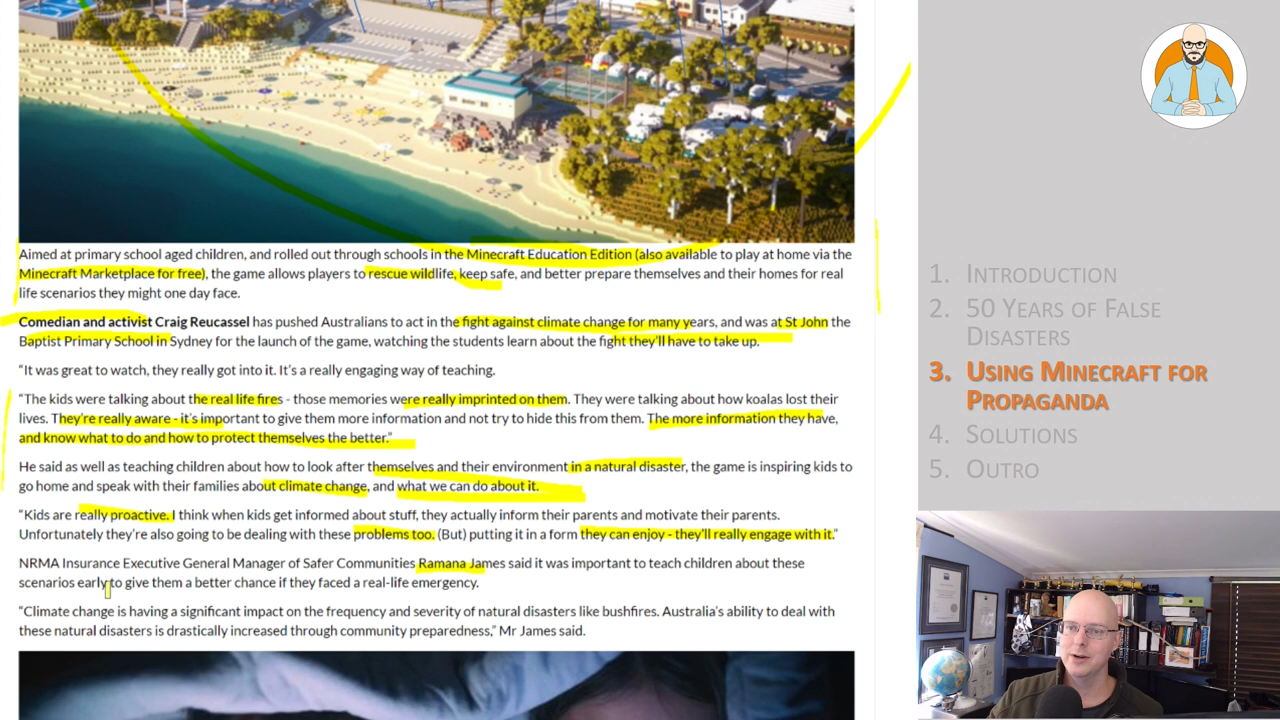 Aimed at primary school aged children, and rolled out through schools in the Minecraft Education Edition (also available to play at home via the
Minecraft Marketplace for free), the game allows players to rescue wildlife, keep safe, and better prepare themselves and their homes for real
life scenarios they might one day face.
Comedian and activist Craig Reucassel has pushed Australians to act in the fight against climate change for many years, and was at St John the
Baptist Primary School in Sydney for the launch of the game, watching the students learn about the fight they'll have to take up.
“It was great to watch, they really got into it. It's a really engaging way of teaching.
“The kids were talking about the real life fires - those memories were really imprinted on them. They were talking about how koalas lost their
lives. They're really aware - it's important to give them more information and not try to hide this from them. The more information they have,
and know what to do and how to protect themselves the better.”
He said as well as teaching children about how to look after themselves and their environment in a natural disaster, the game is inspiring kids to
go home and speak with their families about climate change, and what we can do about it.
“Kids are really proactive. I think when kids get informed about stuff, they actually inform their parents and motivate their parents.
Unfortunately they're also going to be dealing with these problems too. (But) putting it in a form they can enjoy - they'll really engage with it.”
NRMA Insurance Executive General Manager of Safer Communities Ramana James said it was important to teach children about these
scenarios early to give them a better chance if they faced a real-life emergency.
“Climate change is having a significant impact on the frequency and severity of natural disasters like bushfires. Australia's ability to deal with
these natural disasters is drastically increased through community preparedness,” Mr James said.
1. Introduction
2. 50 Years of False
Disasters
3. Using Minecraft for
Propaganda
4. Solutions
5. Outro